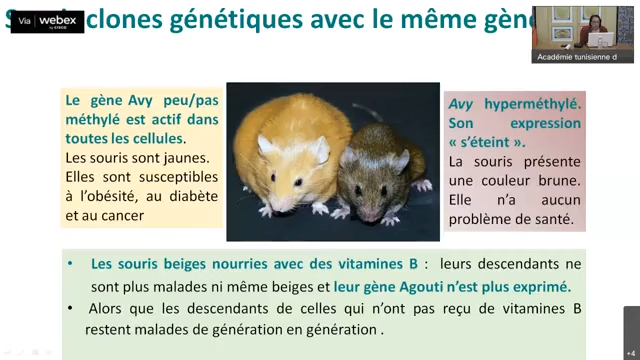 clones génétiques avec le même gène
Via webex
by CISCO
Académie tunisienne d
Le gène Avy peu/pas
méthylé est actif dans
toutes les cellules.
Les souris sont jaunes.
Elles sont susceptibles
à l'obésité, au diabète
et au cancer
Avy hyperméthylé.
Son expression
« s'éteint ».
La souris présente
une couleur brune.
Elle n'a aucun
problème de santé.
• Les souris beiges nourries avec des vitamines B : leurs descendants ne
sont plus malades ni même beiges et leur gène Agouti n'est plus exprimé.
• Alors que les descendants de celles qui n'ont pas reçu de vitamines B
restent malades de génération en génération .
+4